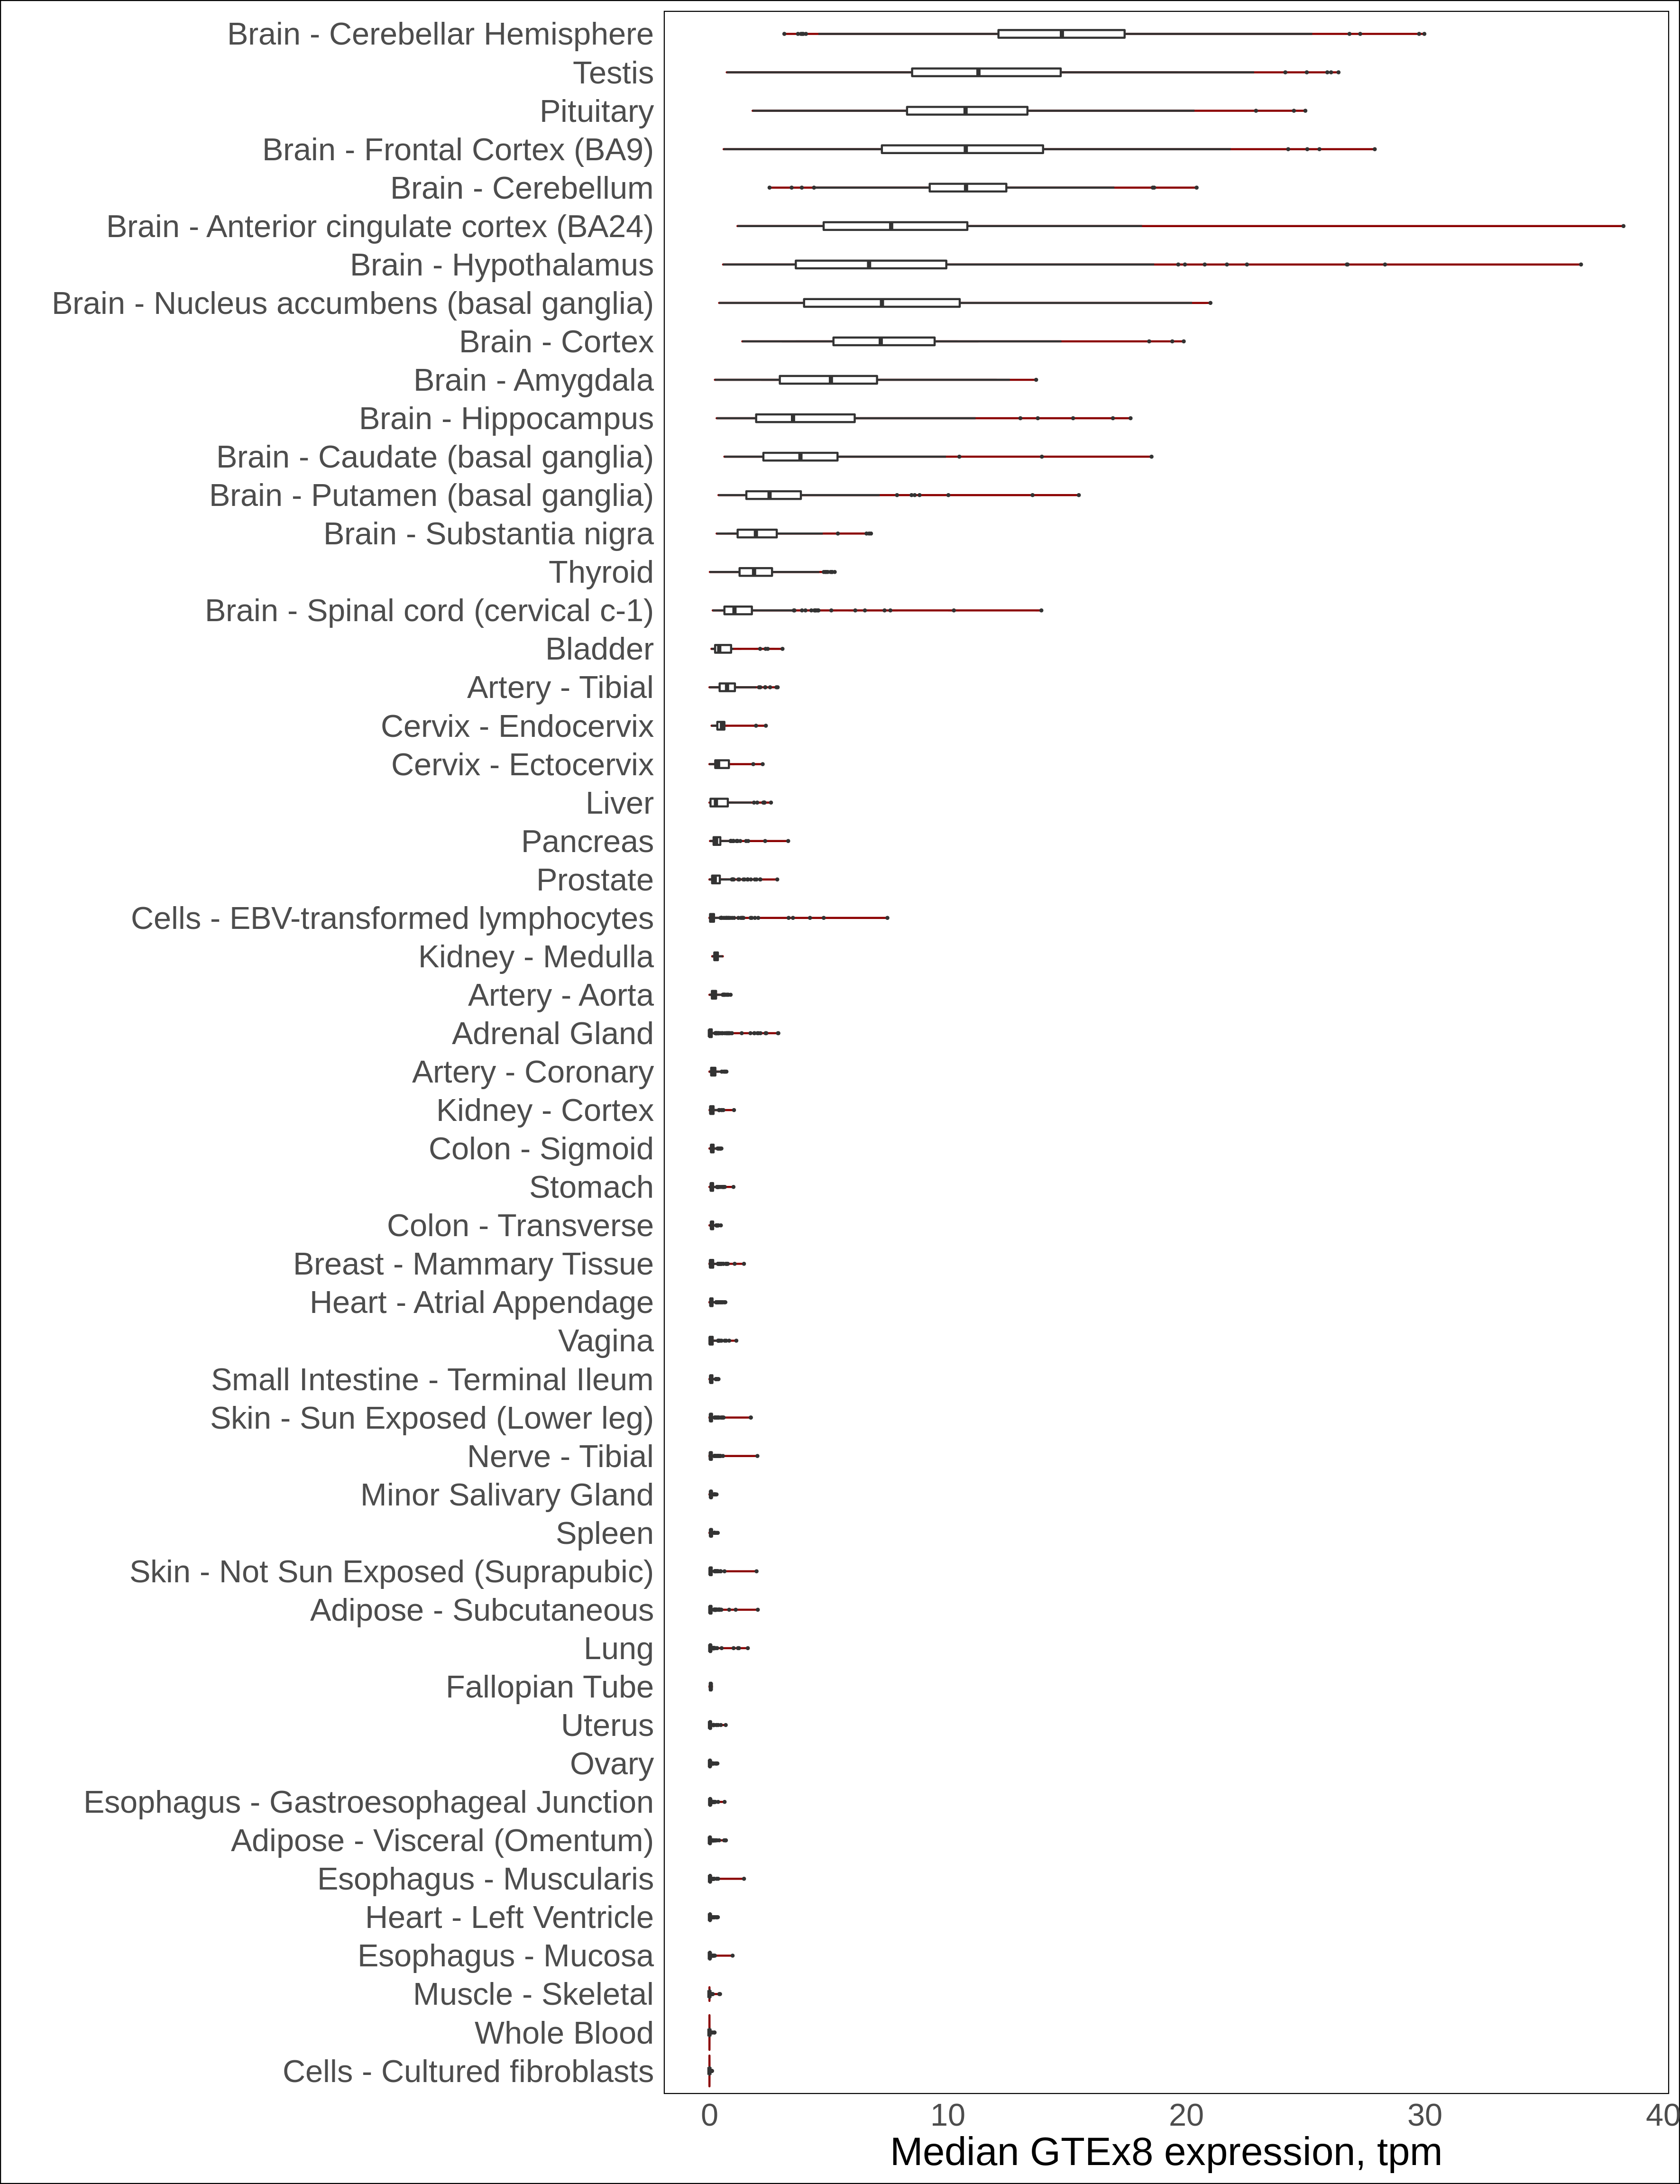 Brain - Cerebellar Hemisphere
Testis
Pituitary
Brain - Frontal Cortex (BA9)
Brain - Cerebellum
Brain - Anterior cingulate cortex (BA24)
Brain - Hypothalamus
Brain - Nucleus accumbens (basal ganglia)
Brain - Cortex
Brain - Amygdala
Brain - Hippocampus
Brain - Caudate (basal ganglia)
Brain - Putamen (basal ganglia)
Brain - Substantia nigra
Thyroid
Brain - Spinal cord (cervical c-1)
Bladder
Artery - Tibial
Cervix - Endocervix
Cervix - Ectocervix
Liver
Pancreas
Prostate
Cells - EBV-transformed lymphocytes
Kidney - Medulla
Artery - Aorta
Adrenal Gland
Artery - Coronary
Kidney - Cortex
Colon - Sigmoid
Stomach
Colon - Transverse
Breast - Mammary Tissue
Heart - Atrial Appendage
Vagina
Small Intestine - Terminal Ileum
Skin - Sun Exposed (Lower leg)
Nerve - Tibial
Minor Salivary Gland
Spleen
Skin - Not Sun Exposed (Suprapubic)
Adipose - Subcutaneous
Lung
Fallopian Tube
Uterus
Ovary
Esophagus - Gastroesophageal Junction
Adipose - Visceral (Omentum)
Esophagus - Muscularis
Heart - Left Ventricle
Esophagus - Mucosa
Muscle - Skeletal
Whole Blood
Cells - Cultured fibroblasts
0 10 20 30 40
Median GTEx8 expression, tpm